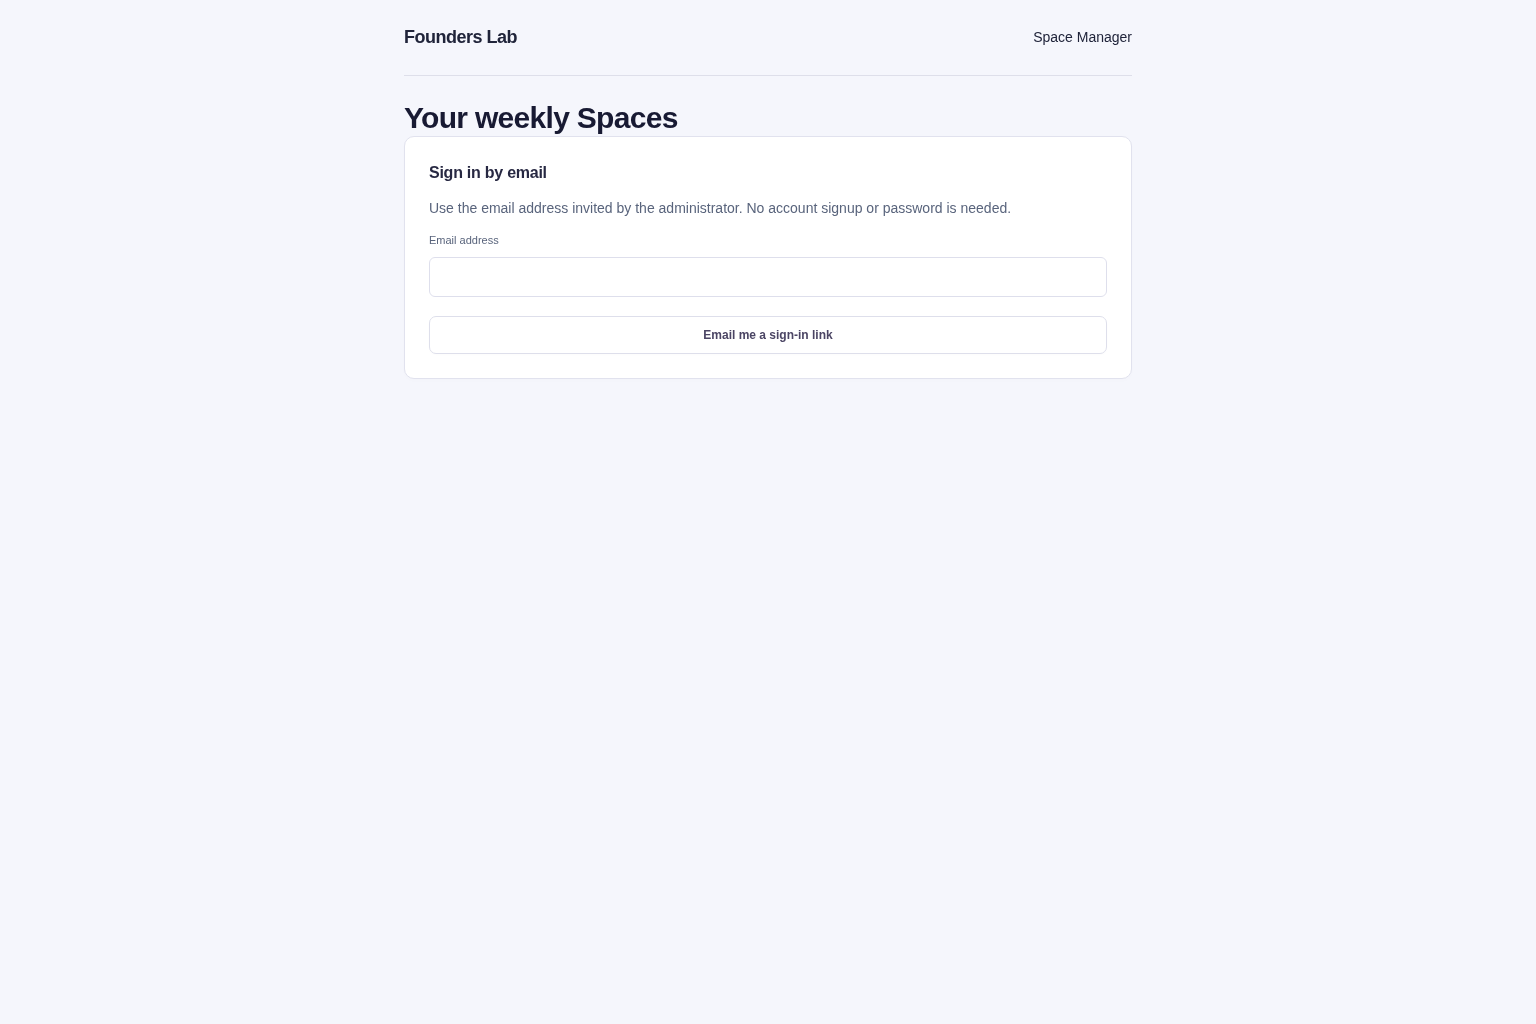 Founders Lab
Space Manager
Your weekly Spaces
Sign in by email
Use the email address invited by the administrator. No account signup or password is needed.
Email address
Email me a sign-in link